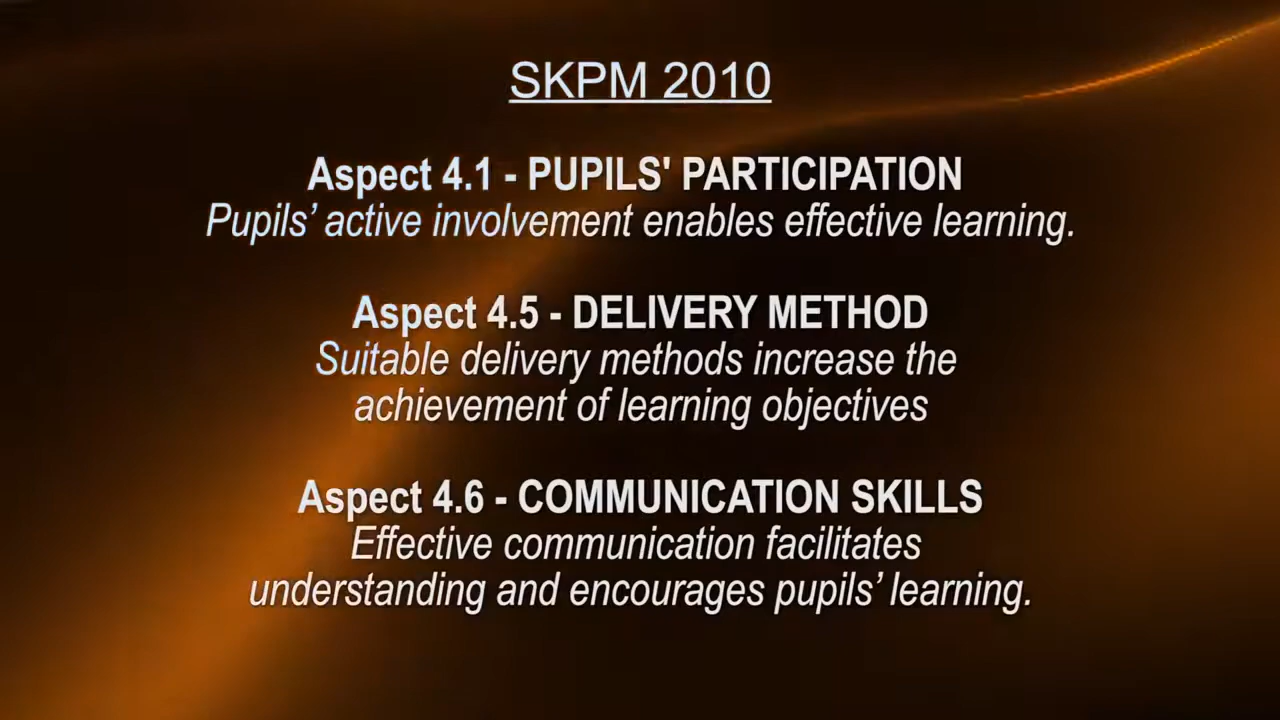 SKPM 2010
Aspect 4.1 - PUPILS' PARTICIPATION
Pupils’ active involvement enables effective learning.
Aspect 4.5 - DELIVERY METHOD
Suitable delivery methods increase the
achievement of learning objectives
Aspect 4.6 - COMMUNICATION SKILLS
Effective communication facilitates
understanding and encourages pupils’ learning.